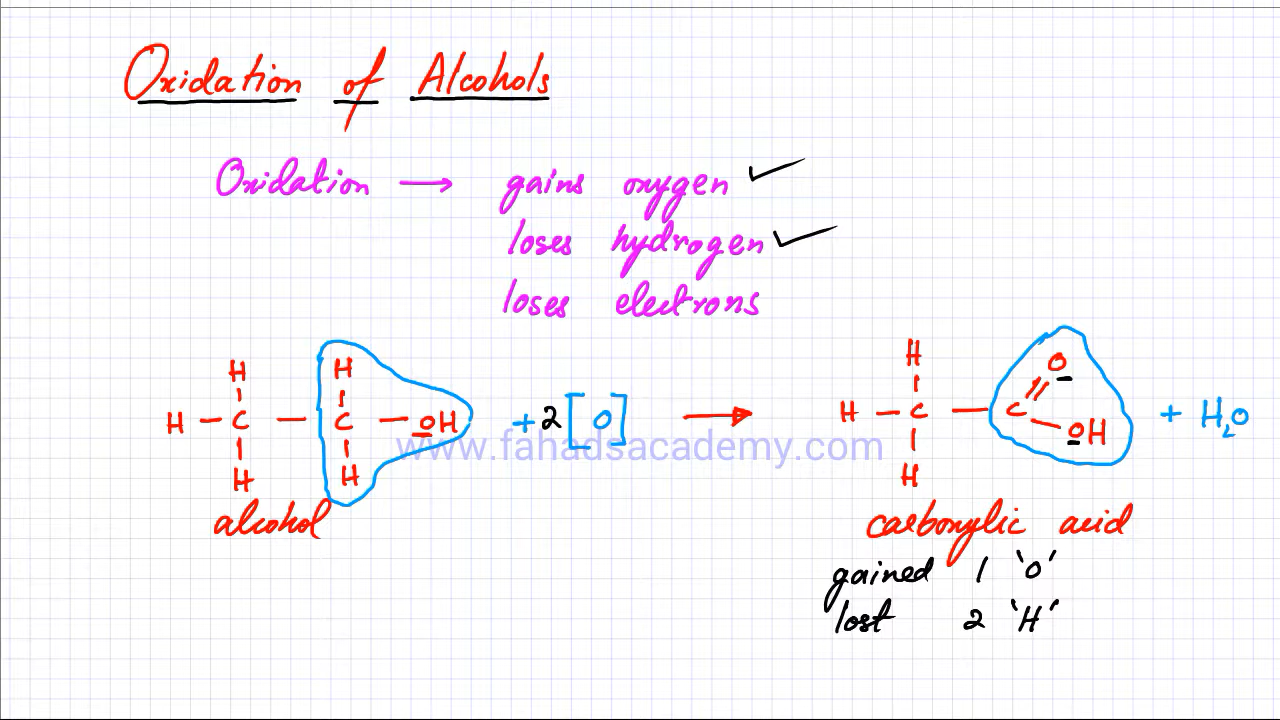 Oxidation of Alcohols
Oxidation → gains oxygen ✓
loses hydrogen ✓
loses electrons
H H H O
H – C – C – OH + 2 [O] → H – C – C OH + H₂O
www.fahadsacademy.com
H H H
alcohol carboxylic acid
gained 1 'O'
lost 2 'H'